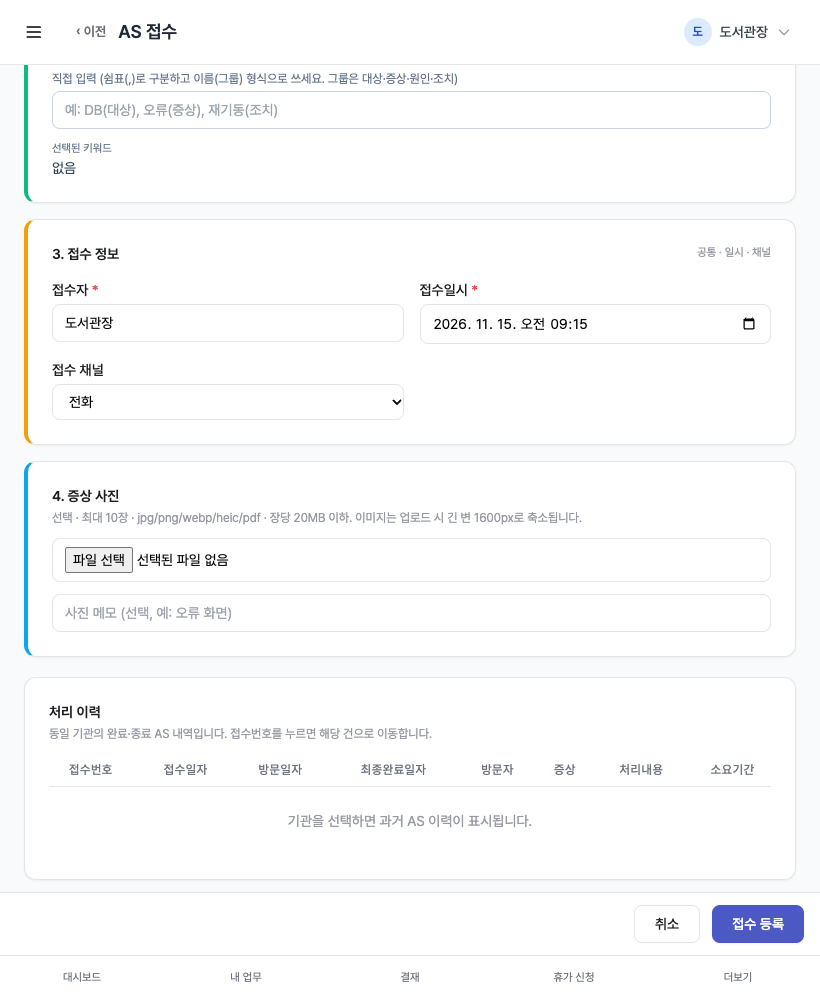 ‹ 이전 AS 접수 도 도서관장
직접 입력 (쉼표(,)로 구분하고 이름(그룹) 형식으로 쓰세요. 그룹은 대상·증상·원인·조치)
예: DB(대상), 오류(증상), 재기동(조치)
선택된 키워드
없음
3. 접수 정보 공통 · 일시 · 채널
접수자 * 접수일시 *
도서관장 2026. 11. 15. 오전 09:15
접수 채널
전화
4. 증상 사진
선택 · 최대 10장 · jpg/png/webp/heic/pdf · 장당 20MB 이하. 이미지는 업로드 시 긴 변 1600px로 축소됩니다.
파일 선택 선택된 파일 없음
사진 메모 (선택, 예: 오류 화면)
처리 이력
동일 기관의 완료·종료 AS 내역입니다. 접수번호를 누르면 해당 건으로 이동합니다.
접수번호 접수일자 방문일자 최종완료일자 방문자 증상 처리내용 소요기간
기관을 선택하면 과거 AS 이력이 표시됩니다.
취소 접수 등록
대시보드 내 업무 결재 휴가 신청 더보기